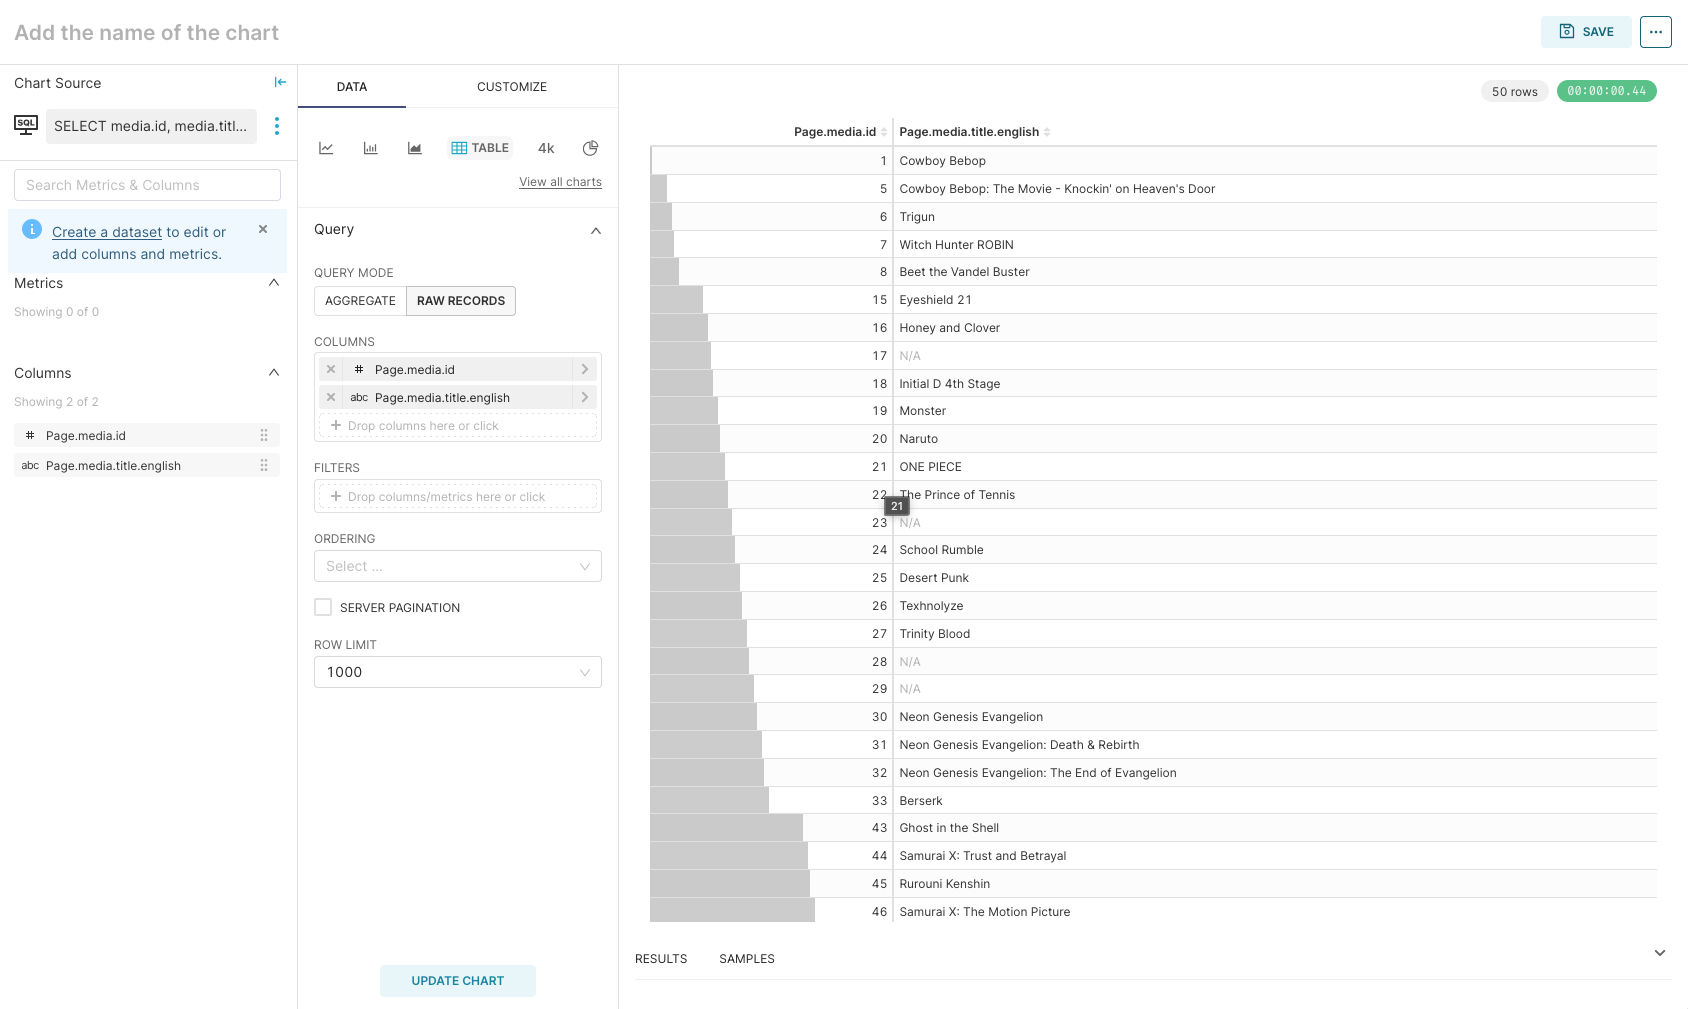 Add the name of the chart
SAVE
...
Chart Source
SQL
SELECT media.id, media.titl...
Search Metrics & Columns
Create a dataset to edit or
add columns and metrics.
Metrics
Showing 0 of 0
Columns
Showing 2 of 2
# Page.media.id
abc Page.media.title.english
DATA
CUSTOMIZE
TABLE
4k
View all charts
Query
QUERY MODE
AGGREGATE
RAW RECORDS
COLUMNS
# Page.media.id
abc Page.media.title.english
+ Drop columns here or click
FILTERS
+ Drop columns/metrics here or click
ORDERING
Select ...
SERVER PAGINATION
ROW LIMIT
1000
UPDATE CHART
50 rows
00:00:00.44
Page.media.id Page.media.title.english
1 Cowboy Bebop
5 Cowboy Bebop: The Movie - Knockin' on Heaven's Door
6 Trigun
7 Witch Hunter ROBIN
8 Beet the Vandel Buster
15 Eyeshield 21
16 Honey and Clover
17 N/A
18 Initial D 4th Stage
19 Monster
20 Naruto
21 ONE PIECE
22 The Prince of Tennis
21
23 N/A
24 School Rumble
25 Desert Punk
26 Texhnolyze
27 Trinity Blood
28 N/A
29 N/A
30 Neon Genesis Evangelion
31 Neon Genesis Evangelion: Death & Rebirth
32 Neon Genesis Evangelion: The End of Evangelion
33 Berserk
43 Ghost in the Shell
44 Samurai X: Trust and Betrayal
45 Rurouni Kenshin
46 Samurai X: The Motion Picture
RESULTS
SAMPLES